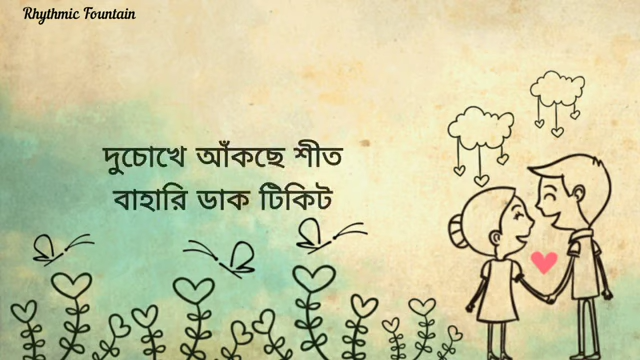 Rhythmic Fountain
দুচোখে আঁকছে শীত
বাহারি ডাক টিকিট